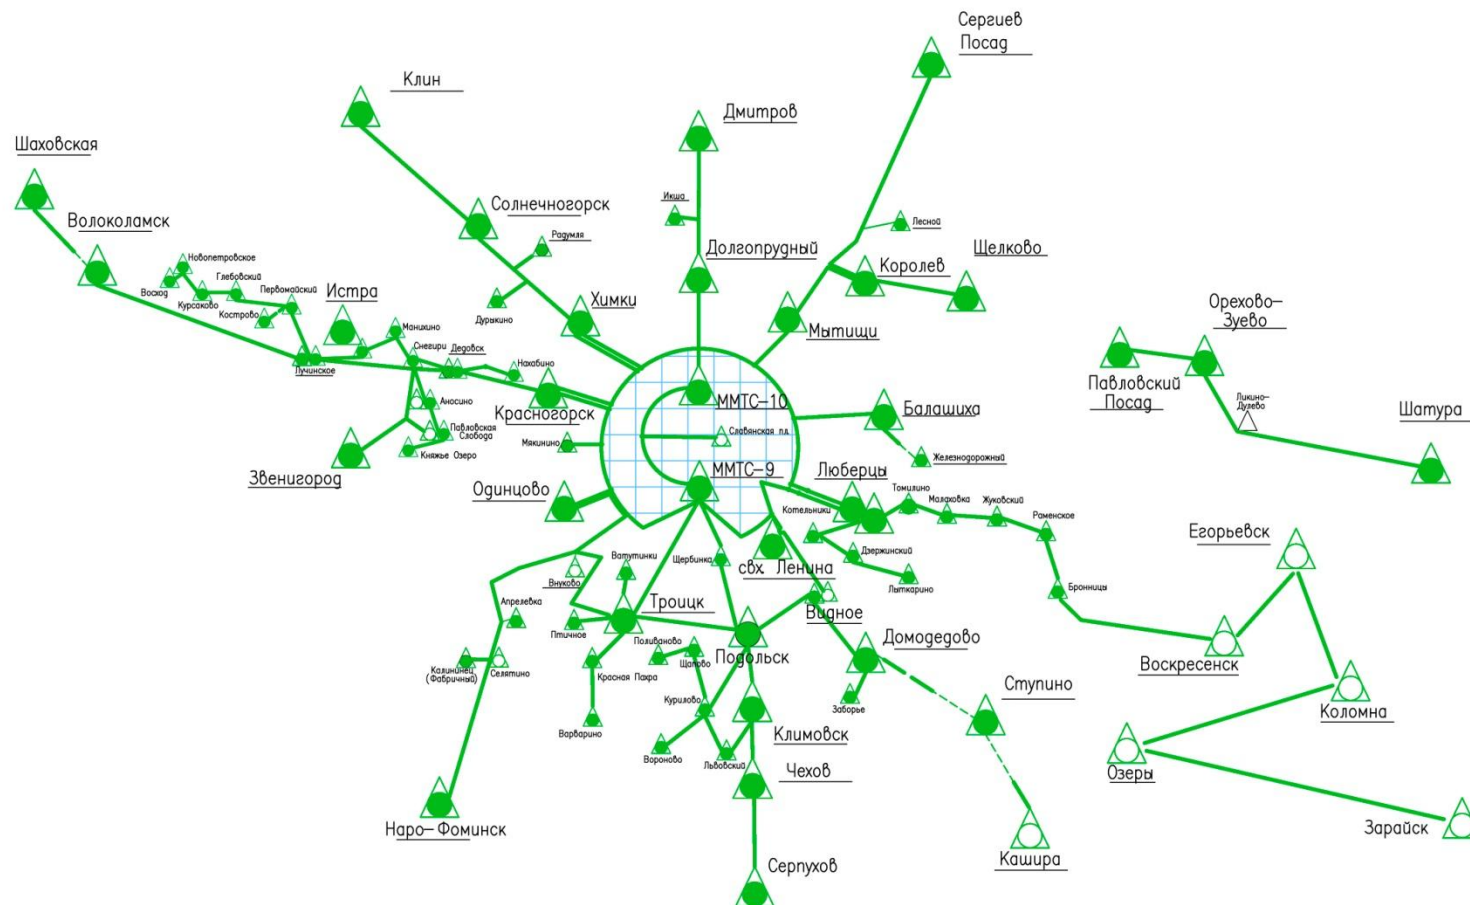 Сергиев
Посад
Клин
Дмитров
Шаховская
Икша
Солнечногорск
Лесной
Волоколамск
Радумля
Долгопрудный
Щелково
Новопетровское
Королев
Глебовский
Восход
Первомайский
Истра
Химки
Курсаково
Орехово-
Зуево
Кострово
Дурыкино
Манихино
Мытищи
Снегири
Дедовск
Нахабино
Лучинское
Павловский
Посад
Ликино-
Дулево
ММТС-10
Аносино
Красногорск
Балашиха
Шатура
Павловская
Слобода
Мякинино
Славянская пл.
Княжье Озеро
Железнодорожный
Звенигород
ММТС-9
Люберцы
Одинцово
Томилино
Котельники
Малаховка
Жуковский
Раменское
Егорьевск
Ватутинки
Щербинка
Дзержинский
свх. Ленина
Внуково
Лыткарино
Бронницы
Апрелевка
Троицк
Видное
Птичное
Поливаново
Домодедово
Подольск
Щапово
Воскресенск
Калининец
(Фабричный)
Селятино
Красная Пахра
Ступино
Курилово
Заборье
Коломна
Варварино
Климовск
Вороново
Львовский
Чехов
Озеры
Наро-Фоминск
Зарайск
Кашира
Серпухов